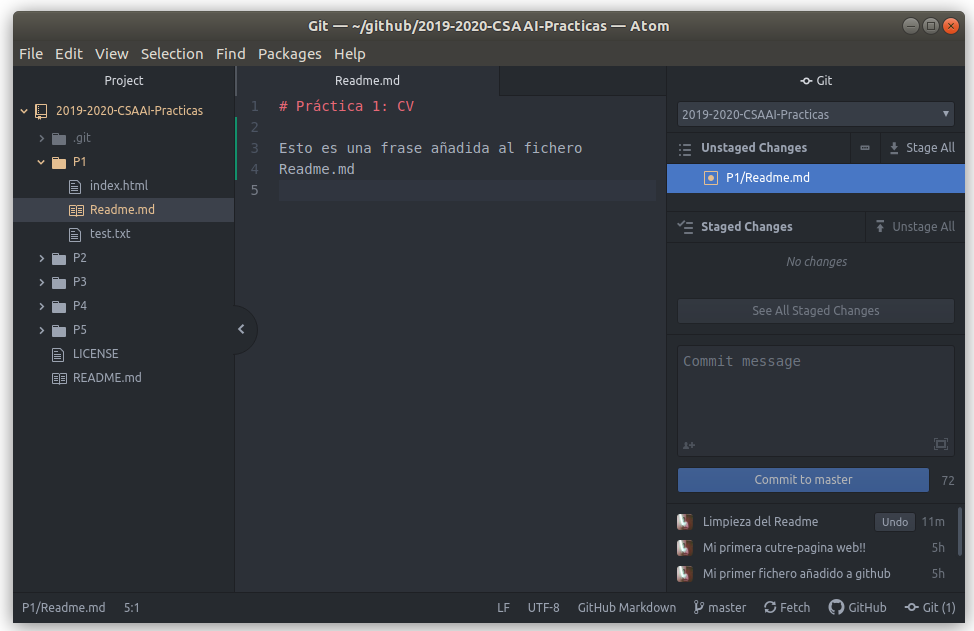 Git — ~/github/2019-2020-CSAAI-Practicas — Atom
File Edit View Selection Find Packages Help
Project
2019-2020-CSAAI-Practicas
.git
P1
index.html
Readme.md
test.txt
P2
P3
P4
P5
LICENSE
README.md
Readme.md
1 # Práctica 1: CV
2
3 Esto es una frase añadida al fichero
4 Readme.md
5
Git
2019-2020-CSAAI-Practicas
Unstaged Changes Stage All
P1/Readme.md
Staged Changes Unstage All
No changes
See All Staged Changes
Commit message
Commit to master 72
Limpieza del Readme Undo 11m
Mi primera cutre-pagina web!! 5h
Mi primer fichero añadido a github 5h
P1/Readme.md 5:1 LF UTF-8 GitHub Markdown master Fetch GitHub Git (1)